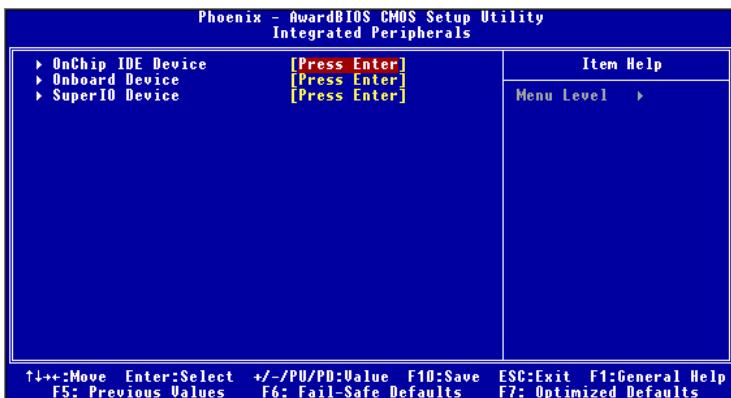 Phoenix - AwardBIOS CMOS Setup Utility
Integrated Peripherals
▸ OnChip IDE Device [Press Enter]
▸ Onboard Device [Press Enter]
▸ SuperIO Device [Press Enter]
Item Help
Menu Level ▸
↑↓→←:Move Enter:Select +/-/PU/PD:Value F10:Save ESC:Exit F1:General Help
F5: Previous Values F6: Fail-Safe Defaults F7: Optimized Defaults